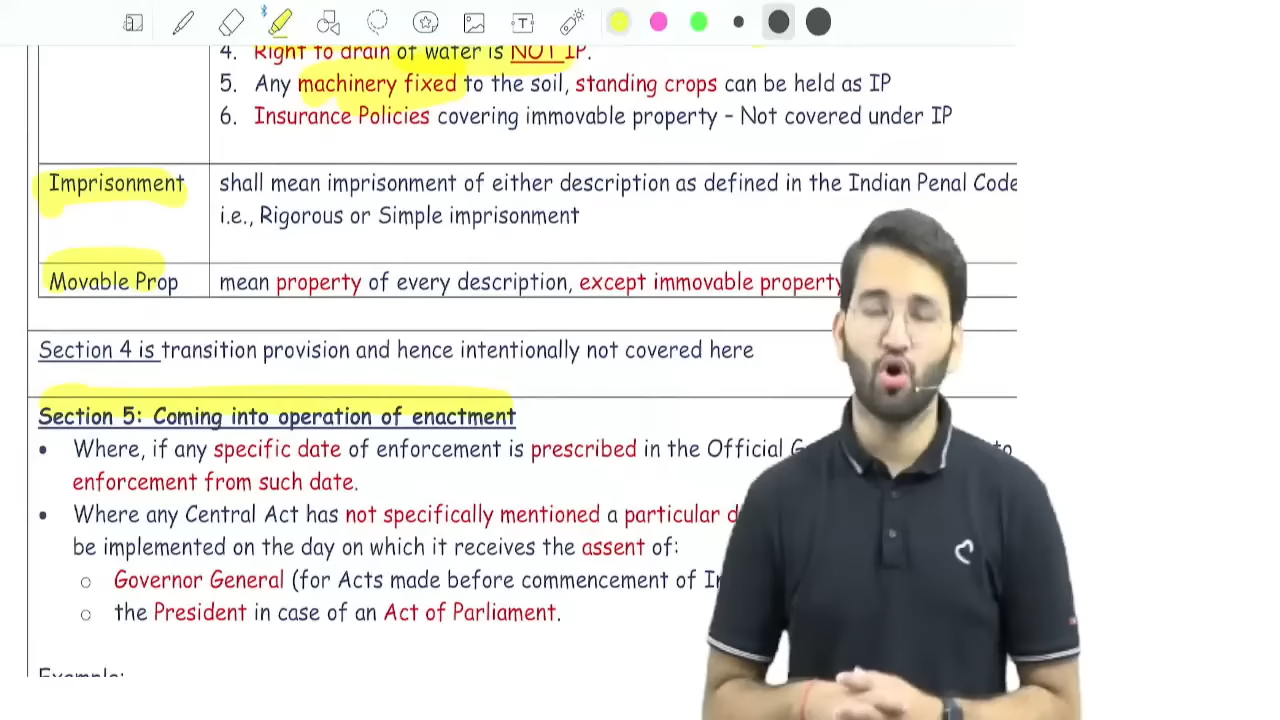 4. Right to drain of water is NOT IP.
5. Any machinery fixed to the soil, standing crops can be held as IP
6. Insurance Policies covering immovable property – Not covered under IP
Imprisonment
shall mean imprisonment of either description as defined in the Indian Penal Code
i.e., Rigorous or Simple imprisonment
Movable Prop
mean property of every description, except immovable property
Section 4 is transition provision and hence intentionally not covered here
Section 5: Coming into operation of enactment
• Where, if any specific date of enforcement is prescribed in the Official
enforcement from such date.
• Where any Central Act has not specifically mentioned a particular
be implemented on the day on which it receives the assent of:
○ Governor General (for Acts made before commencement of
○ the President in case of an Act of Parliament.
Example: